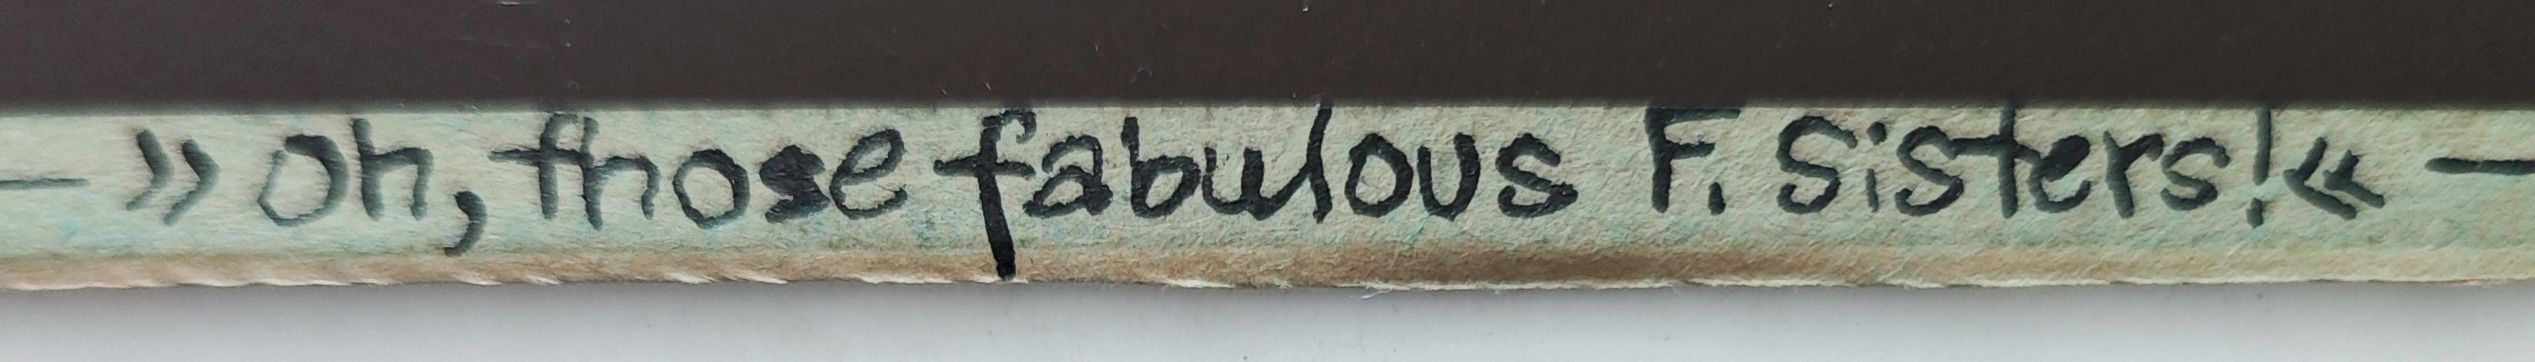 — »Oh, those fabulous F. Sisters!« —